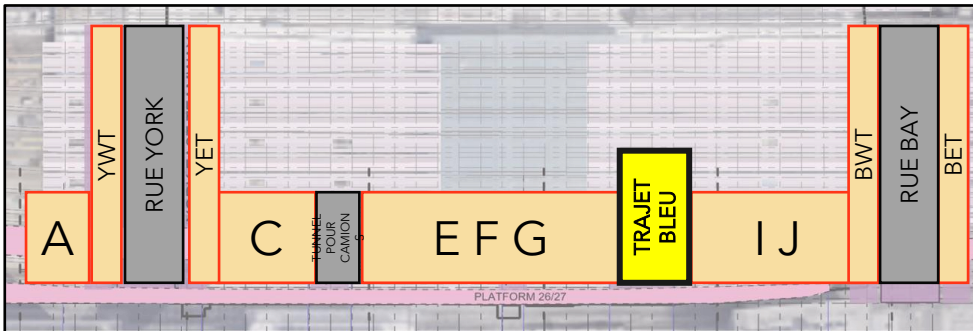 A
YWT
RUE YORK
YET
C
TUNNEL
POUR
CAMION
S
E F G
TRAJET
BLEU
I J
BWT
RUE BAY
BET
PLATFORM 26/27